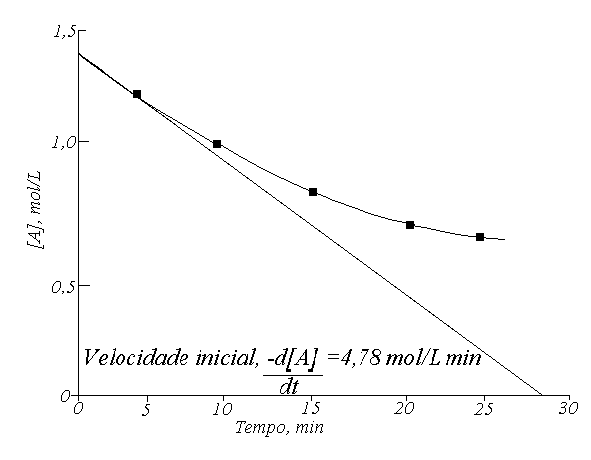 1,5
1,0
[A], mol/L
0,5
Velocidade inicial, -d[A] =4,78 mol/L min
dt
0
0 5 10 15 20 25 30
Tempo, min